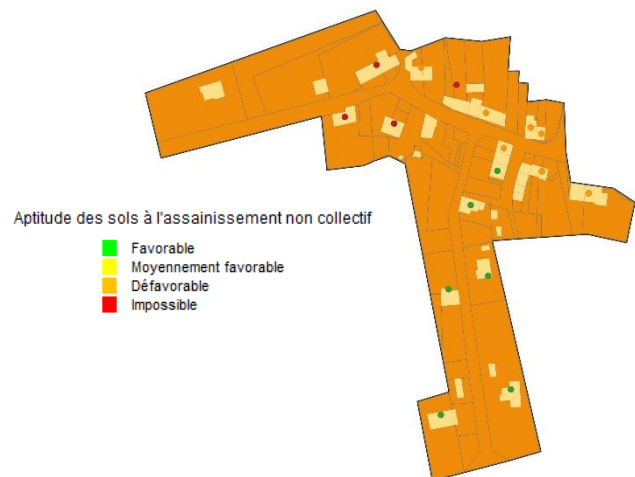 Aptitude des sols à l'assainissement non collectif
Favorable
Moyennement favorable
Défavorable
Impossible